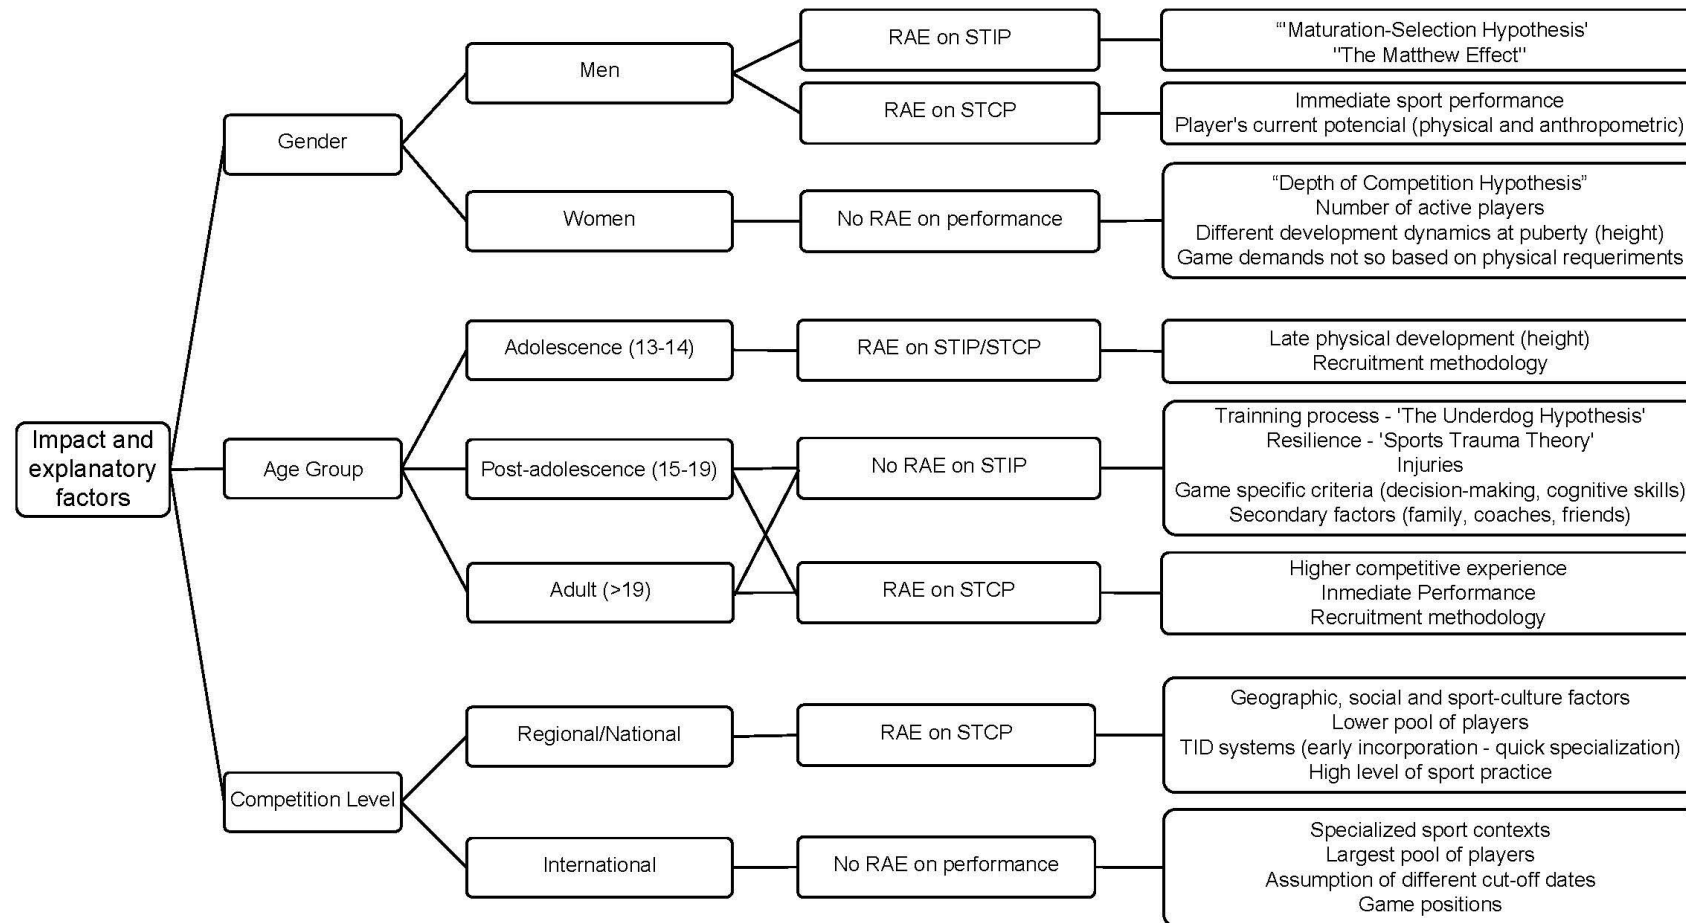 Impact and
explanatory
factors
Gender
Men
RAE on STIP
"'Maturation-Selection Hypothesis'
"The Matthew Effect"
RAE on STCP
Immediate sport performance
Player's current potencial (physical and anthropometric)
Women
No RAE on performance
“Depth of Competition Hypothesis”
Number of active players
Different development dynamics at puberty (height)
Game demands not so based on physical requeriments
Age Group
Adolescence (13-14)
RAE on STIP/STCP
Late physical development (height)
Recruitment methodology
Post-adolescence (15-19)
No RAE on STIP
Trainning process - 'The Underdog Hypothesis'
Resilience - 'Sports Trauma Theory'
Injuries
Game specific criteria (decision-making, cognitive skills)
Secondary factors (family, coaches, friends)
Adult (>19)
RAE on STCP
Higher competitive experience
Inmediate Performance
Recruitment methodology
Competition Level
Regional/National
RAE on STCP
Geographic, social and sport-culture factors
Lower pool of players
TID systems (early incorporation - quick specialization)
High level of sport practice
International
No RAE on performance
Specialized sport contexts
Largest pool of players
Assumption of different cut-off dates
Game positions